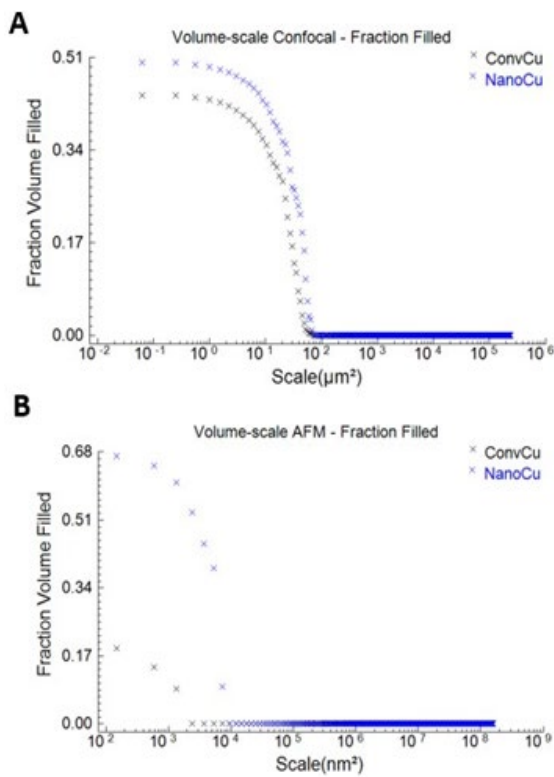 A
Volume-scale Confocal - Fraction Filled
× ConvCu
× NanoCu
Fraction Volume Filled
0.51
0.34
0.17
0.00
10⁻² 10⁻¹ 10⁰ 10¹ 10² 10³ 10⁴ 10⁵ 10⁶
Scale(µm²)
B
Volume-scale AFM - Fraction Filled
× ConvCu
× NanoCu
Fraction Volume Filled
0.68
0.51
0.34
0.17
0.00
10² 10³ 10⁴ 10⁵ 10⁶ 10⁷ 10⁸ 10⁹
Scale(nm²)